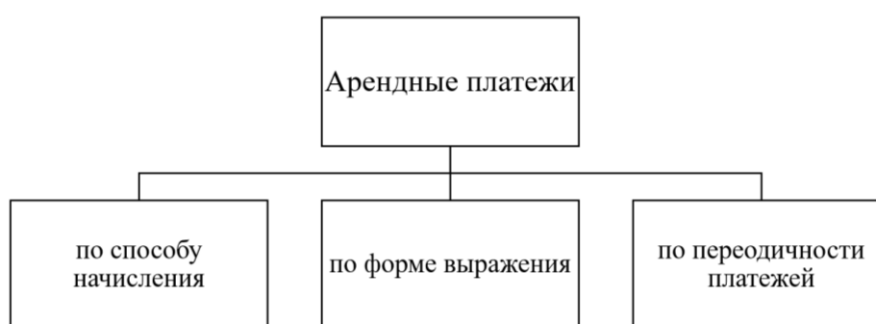 Арендные платежи
по способу
начисления
по форме выражения
по переодичности
платежей